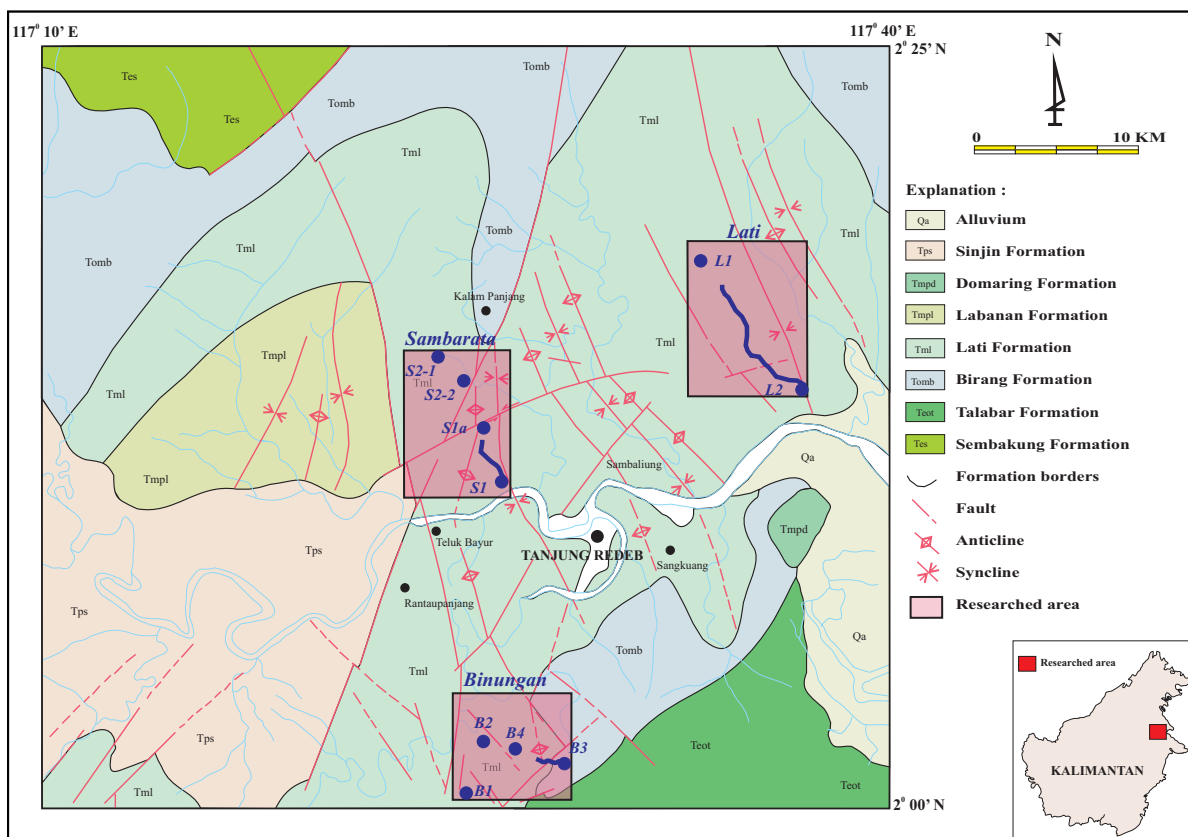 117° 10' E
117° 40' E
2° 25' N
N
0 10 KM
Tes
Tes
Tomb
Tomb
Tomb
Tml
Tml
Tml
Tml
Lati
L1
L2
Tml
Tomb
Tomb
Kalam Panjang
Sambarata
S2-1
Tml
S2-2
S1a
S1
Tmpl
Tmpl
Tml
Sambaliung
Qa
Tps
Teluk Bayur
TANJUNG REDEB
Sangkuang
Tml
Tmpd
Rantaupanjang
Tps
Tml
Tomb
Qa
Binungan
B2
B4
B3
Tml
B1
Tps
Tml
Teot
Teot
2° 00' N
Explanation :
Qa Alluvium
Tps Sinjin Formation
Tmpd Domaring Formation
Tmpl Labanan Formation
Tml Lati Formation
Tomb Birang Formation
Teot Talabar Formation
Tes Sembakung Formation
Formation borders
Fault
Anticline
Syncline
Researched area
Researched area
KALIMANTAN